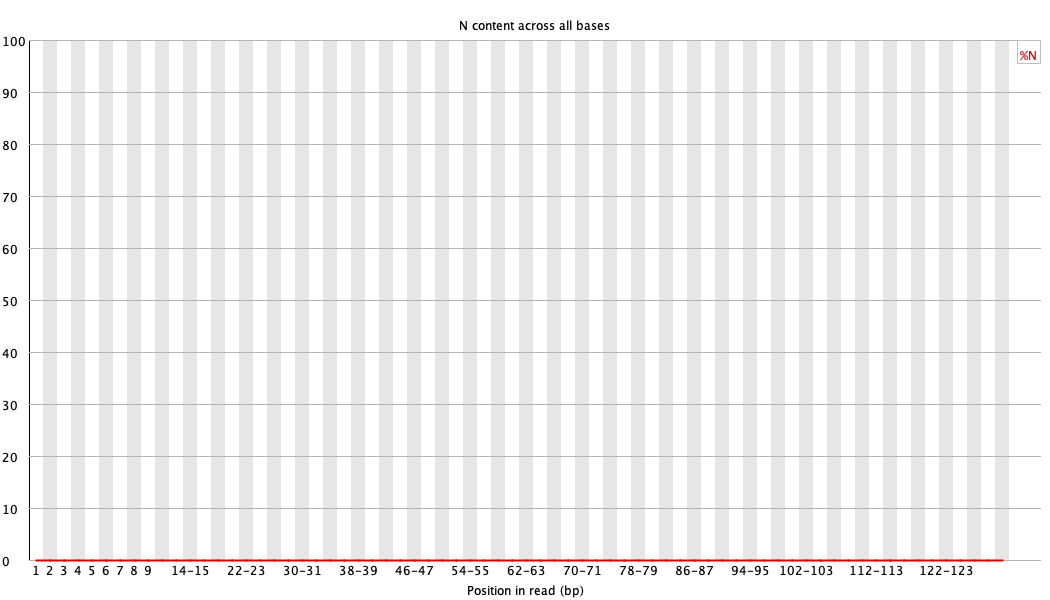 N content across all bases
%N
100
90
80
70
60
50
40
30
20
10
0
1 2 3 4 5 6 7 8 9 14-15 22-23 30-31 38-39 46-47 54-55 62-63 70-71 78-79 86-87 94-95 102-103 112-113 122-123
Position in read (bp)